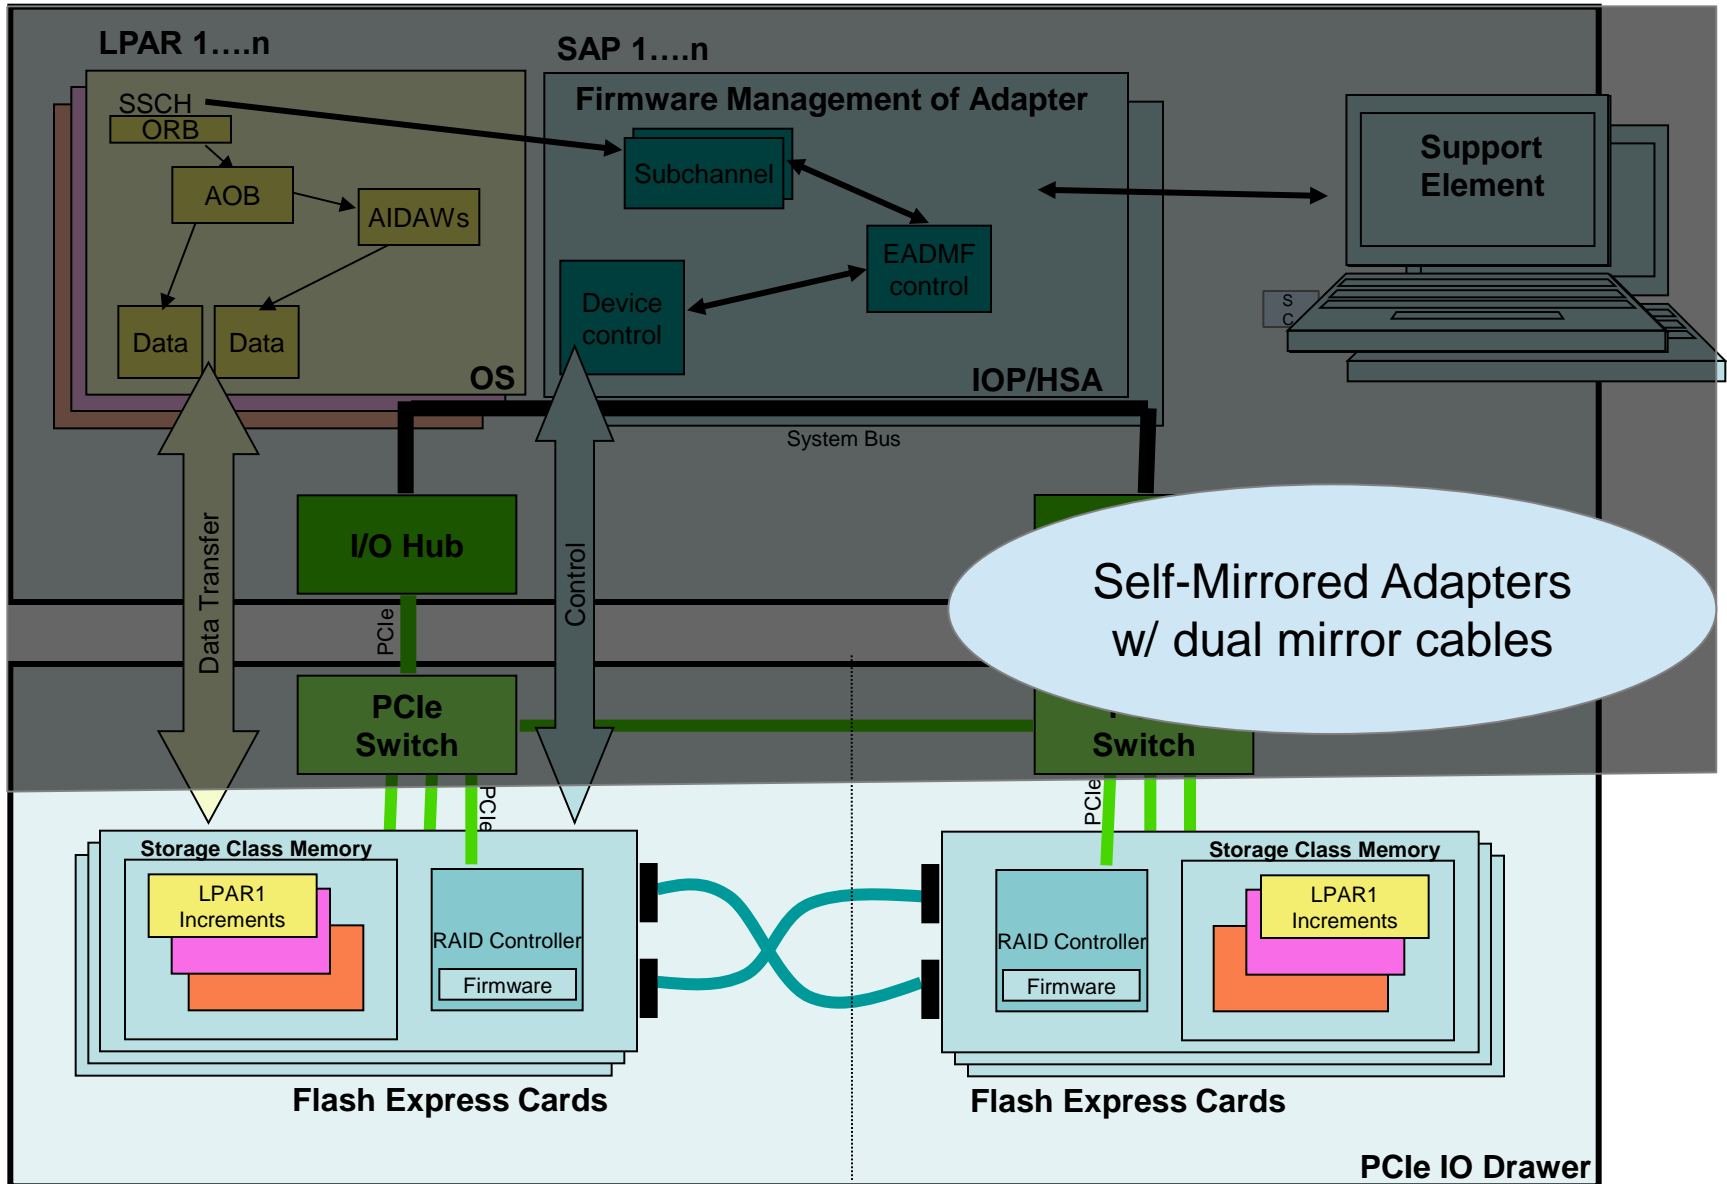 LPAR 1….n
SAP 1….n
SSCH
ORB
AOB
AIDAWs
Data
Data
OS
Firmware Management of Adapter
Subchannel
EADMF
control
Device
control
IOP/HSA
Support
Element
S
C
System Bus
I/O Hub
Data Transfer
Control
PCIe
Self-Mirrored Adapters
w/ dual mirror cables
PCIe
Switch
Switch
PCIe
PCIe
Storage Class Memory
LPAR1
Increments
RAID Controller
Firmware
Storage Class Memory
LPAR1
Increments
RAID Controller
Firmware
Flash Express Cards
Flash Express Cards
PCIe IO Drawer